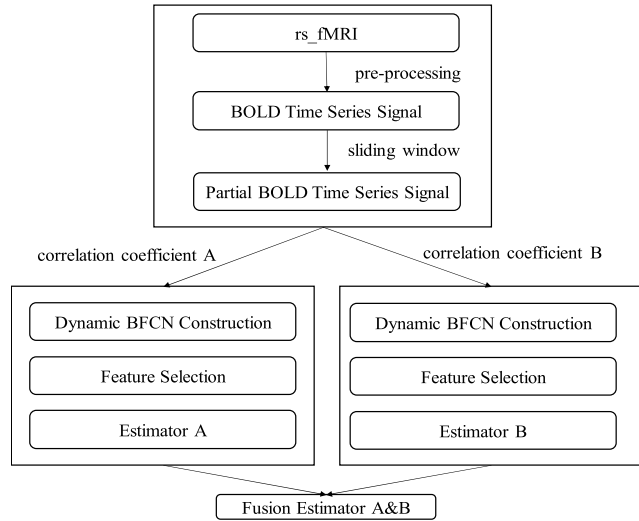 rs_fMRI
pre-processing
BOLD Time Series Signal
sliding window
Partial BOLD Time Series Signal
correlation coefficient A
correlation coefficient B
Dynamic BFCN Construction
Feature Selection
Estimator A
Dynamic BFCN Construction
Feature Selection
Estimator B
Fusion Estimator A&B